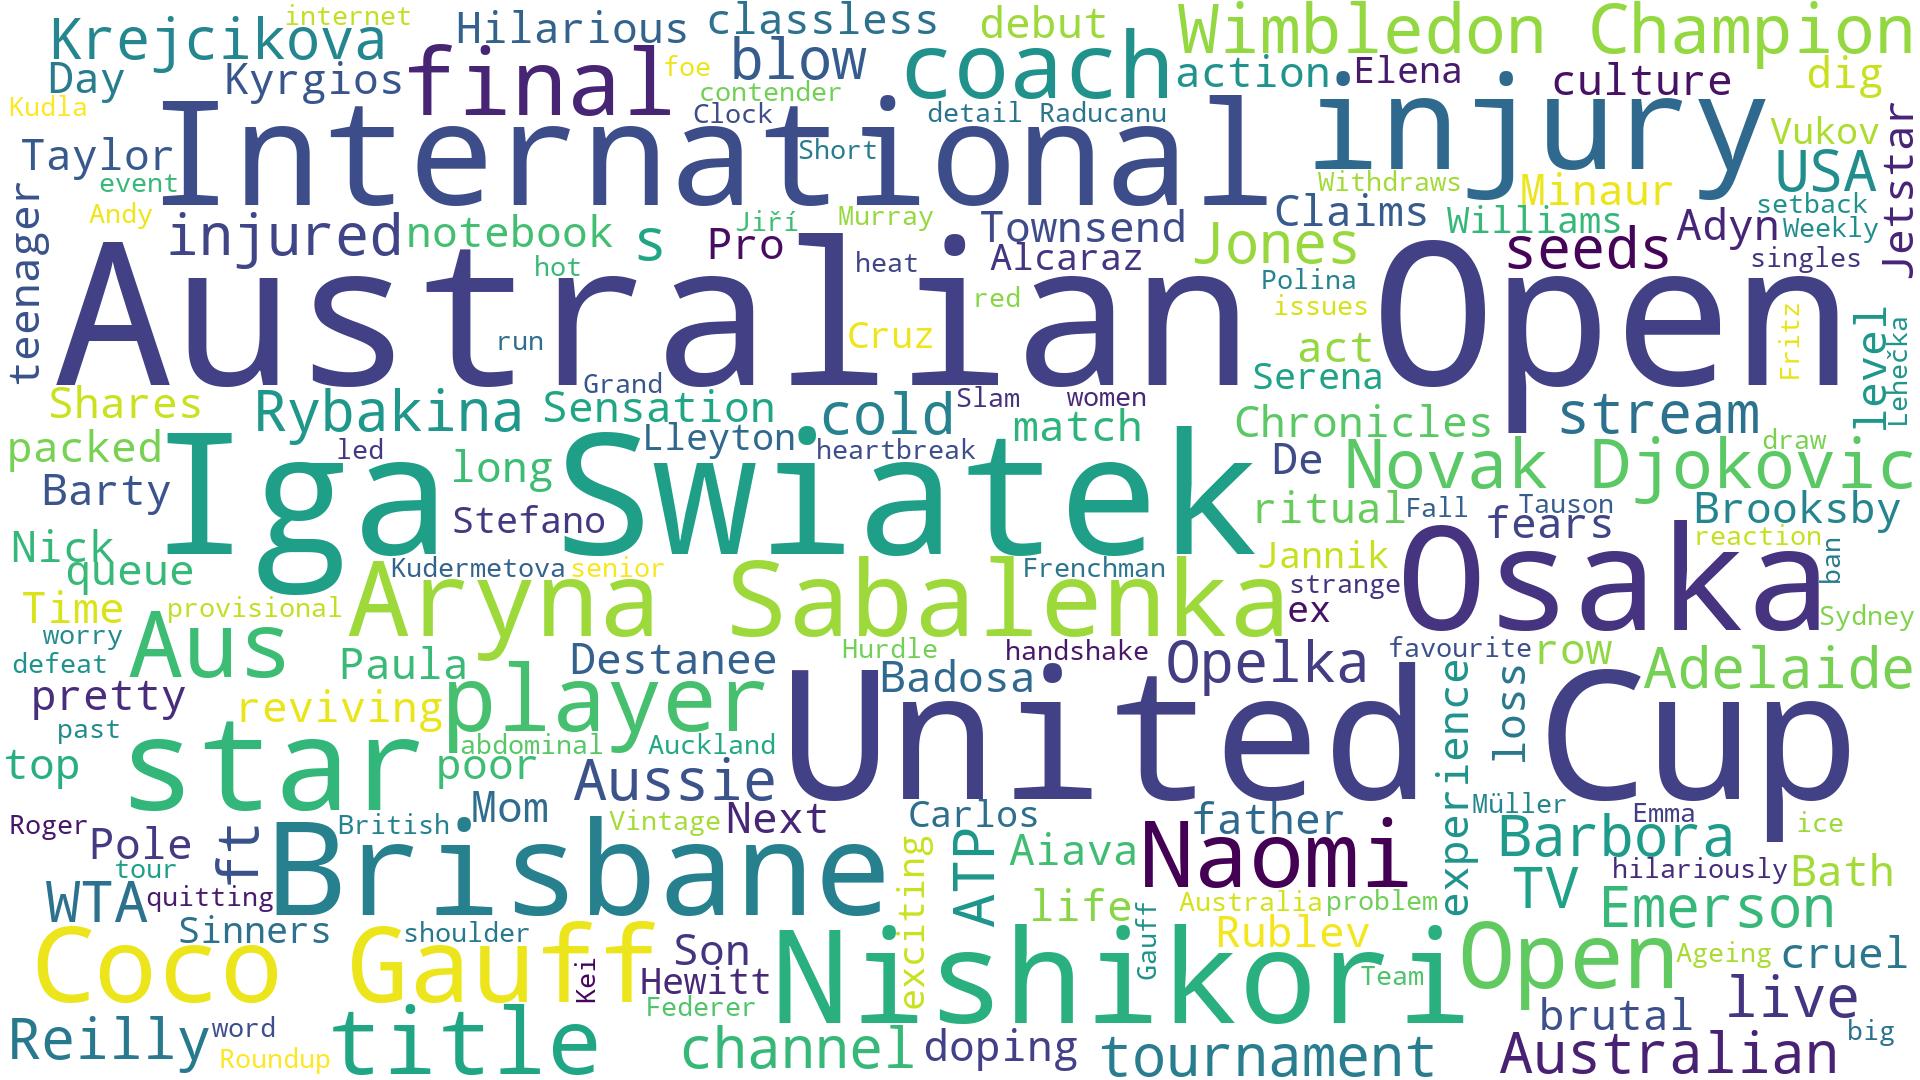 internet
Hilarious
classless
debut
Wimbledon Champion
Krejcikova
final
foe
blow
coach
action
Elena
culture
dig
Day
Kyrgios
contender
Kudla
Clock
detail
Raducanu
International
injury
Vukov
Jetstar
Taylor
Short
USA
event
Withdraws
Minaur
teenager
Andy
injured
notebook
s
Jiří
Murray
Townsend
Claims
Williams
setback
Adyn
Weekly
Pro
Jones
seeds
hot
heat
Alcaraz
singles
Australian Open
Polina
red
issues
run
Cruz
act
Fritz
level
Lehečka
Grand
Serena
Shares
Rybakina
Sensation
cold
Slam
women
match
Chronicles
stream
packed
led
Lleyton
heartbreak
De
Novak Djokovic
draw
Iga Swiatek
long
Barty
Stefano
ritual
Fall
Tauson
fears
Brooksby
Nick
queue
Kudermetova
senior
Frenchman
Jannik
strange
Osaka
reaction
ban
Time
provisional
Aryna Sabalenka
ex
Sydney
worry
Aus
defeat
Paula
Destanee
Hurdle
handshake
Opelka
favourite
row
Adelaide
pretty
reviving
player
Badosa
experience
loss
past
star
abdominal
Auckland
United Cup
top
poor
Aussie
Mom
Carlos
father
Müller
Emma
ice
Roger
Pole
ft
British
Vintage
Next
Barbora
tour
Brisbane
exciting
ATP
Aiava
Naomi
hilariously
Bath
WTA
quitting
life
Australia
problem
TV
Emerson
Sinners
shoulder
Son
Gauff
Rublev
Open
Ageing
cruel
Coco Gauff
Kei
Hewitt
Nishikori
Team
Federer
live
Reilly
word
title
channel
doping
tournament
brutal
big
Roundup
Australian